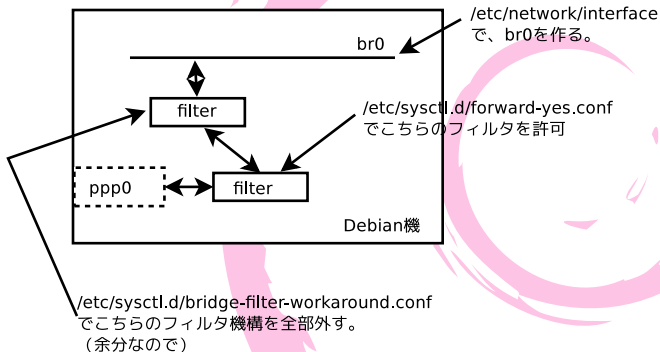 /etc/network/interface
で、br0を作る。
br0
filter
/etc/sysctl.d/forward-yes.conf
でこちらのフィルタを許可
ppp0
filter
Debian機
/etc/sysctl.d/bridge-filter-workaround.conf
でこちらのフィルタ機構を全部外す。
（余分なので）